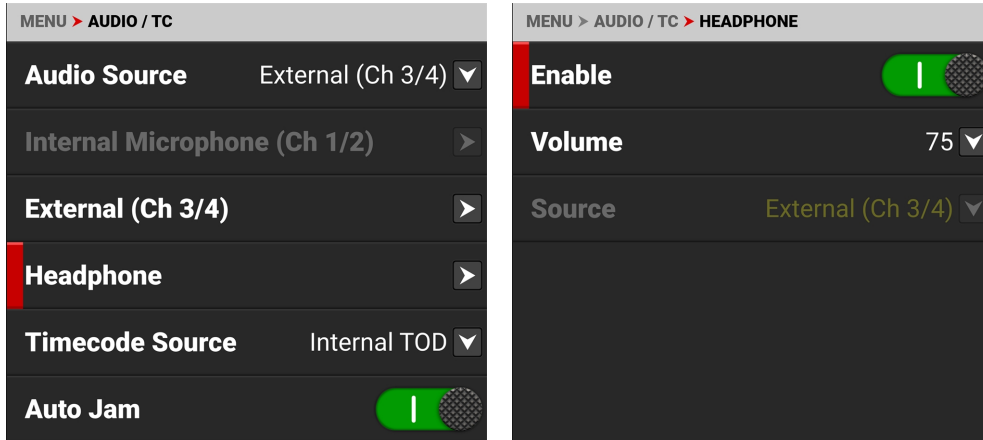 MENU > AUDIO / TC
Audio Source External (Ch 3/4)
Internal Microphone (Ch 1/2)
External (Ch 3/4)
Headphone
Timecode Source Internal TOD
Auto Jam
MENU > AUDIO / TC > HEADPHONE
Enable
Volume 75
Source External (Ch 3/4)